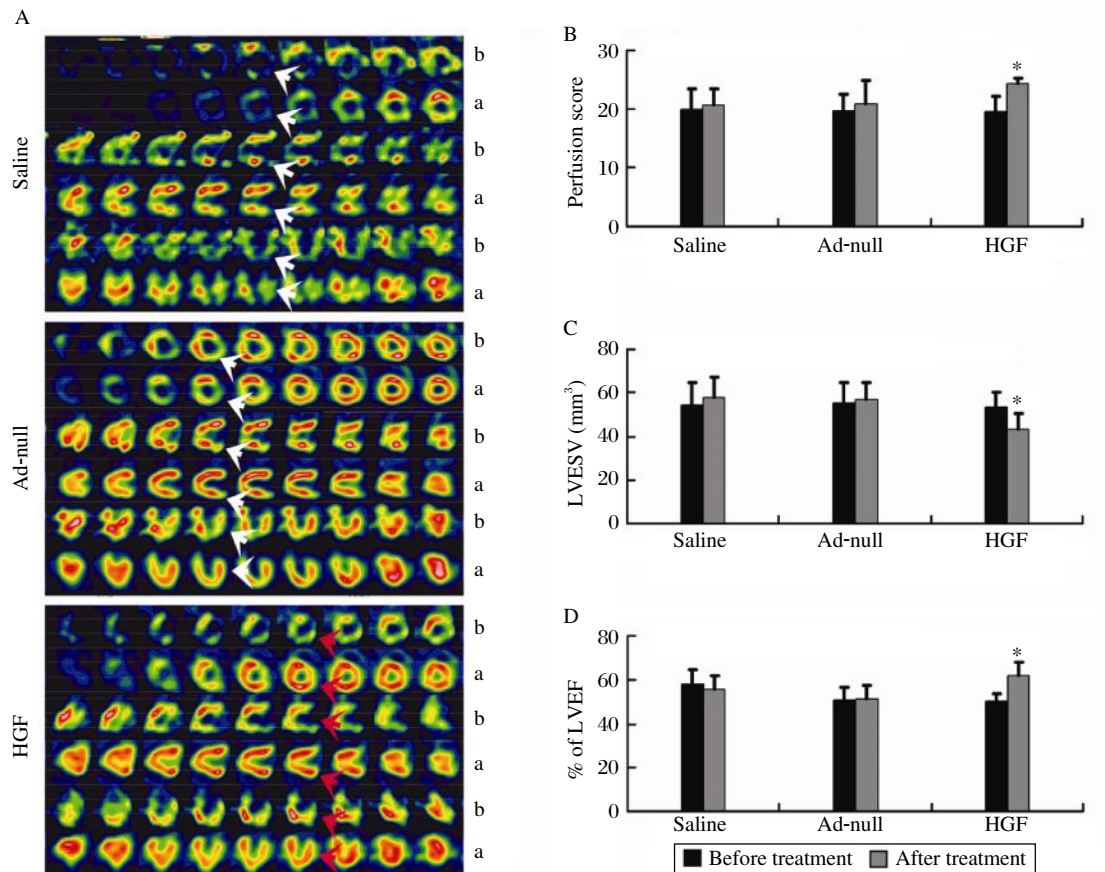 A
Saline
b
a
b
a
b
a
Ad-null
b
a
b
a
b
a
HGF
b
a
b
a
b
a
B
Perfusion score
30
20
10
0
*
Saline Ad-null HGF
C
LVESV (mm³)
80
60
40
20
0
*
Saline Ad-null HGF
D
% of LVEF
80
60
40
20
0
*
Saline Ad-null HGF
Before treatment After treatment